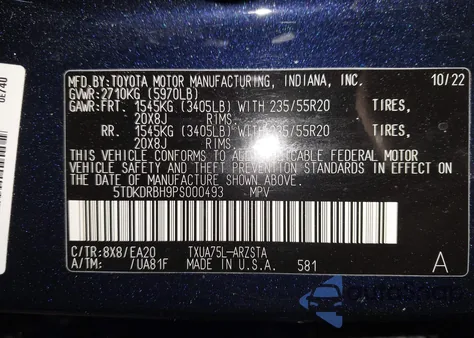 MFD.BY:TOYOTA MOTOR MANUFACTURING, INDIANA, INC. 10/22
GVWR: 2710KG (5970LB)
GAWR:FRT. 1545KG (3405LB) WITH 235/55R20 TIRES,
20X8J RIMS.
RR. 1545KG (3405LB) WITH 235/55R20 TIRES,
20X8J RIMS.
THIS VEHICLE CONFORMS TO ALL APPLICABLE FEDERAL MOTOR
VEHICLE SAFETY AND THEFT PREVENTION STANDARDS IN EFFECT ON
THE DATE OF MANUFACTURE SHOWN ABOVE.
5TDKDRBH9PS000493 MPV
C/TR:8X8/EA20 TXUA75L-ARZSTA
A/TM: /UA81F MADE IN U.S.A. 581 A
0E740
AutoSnap